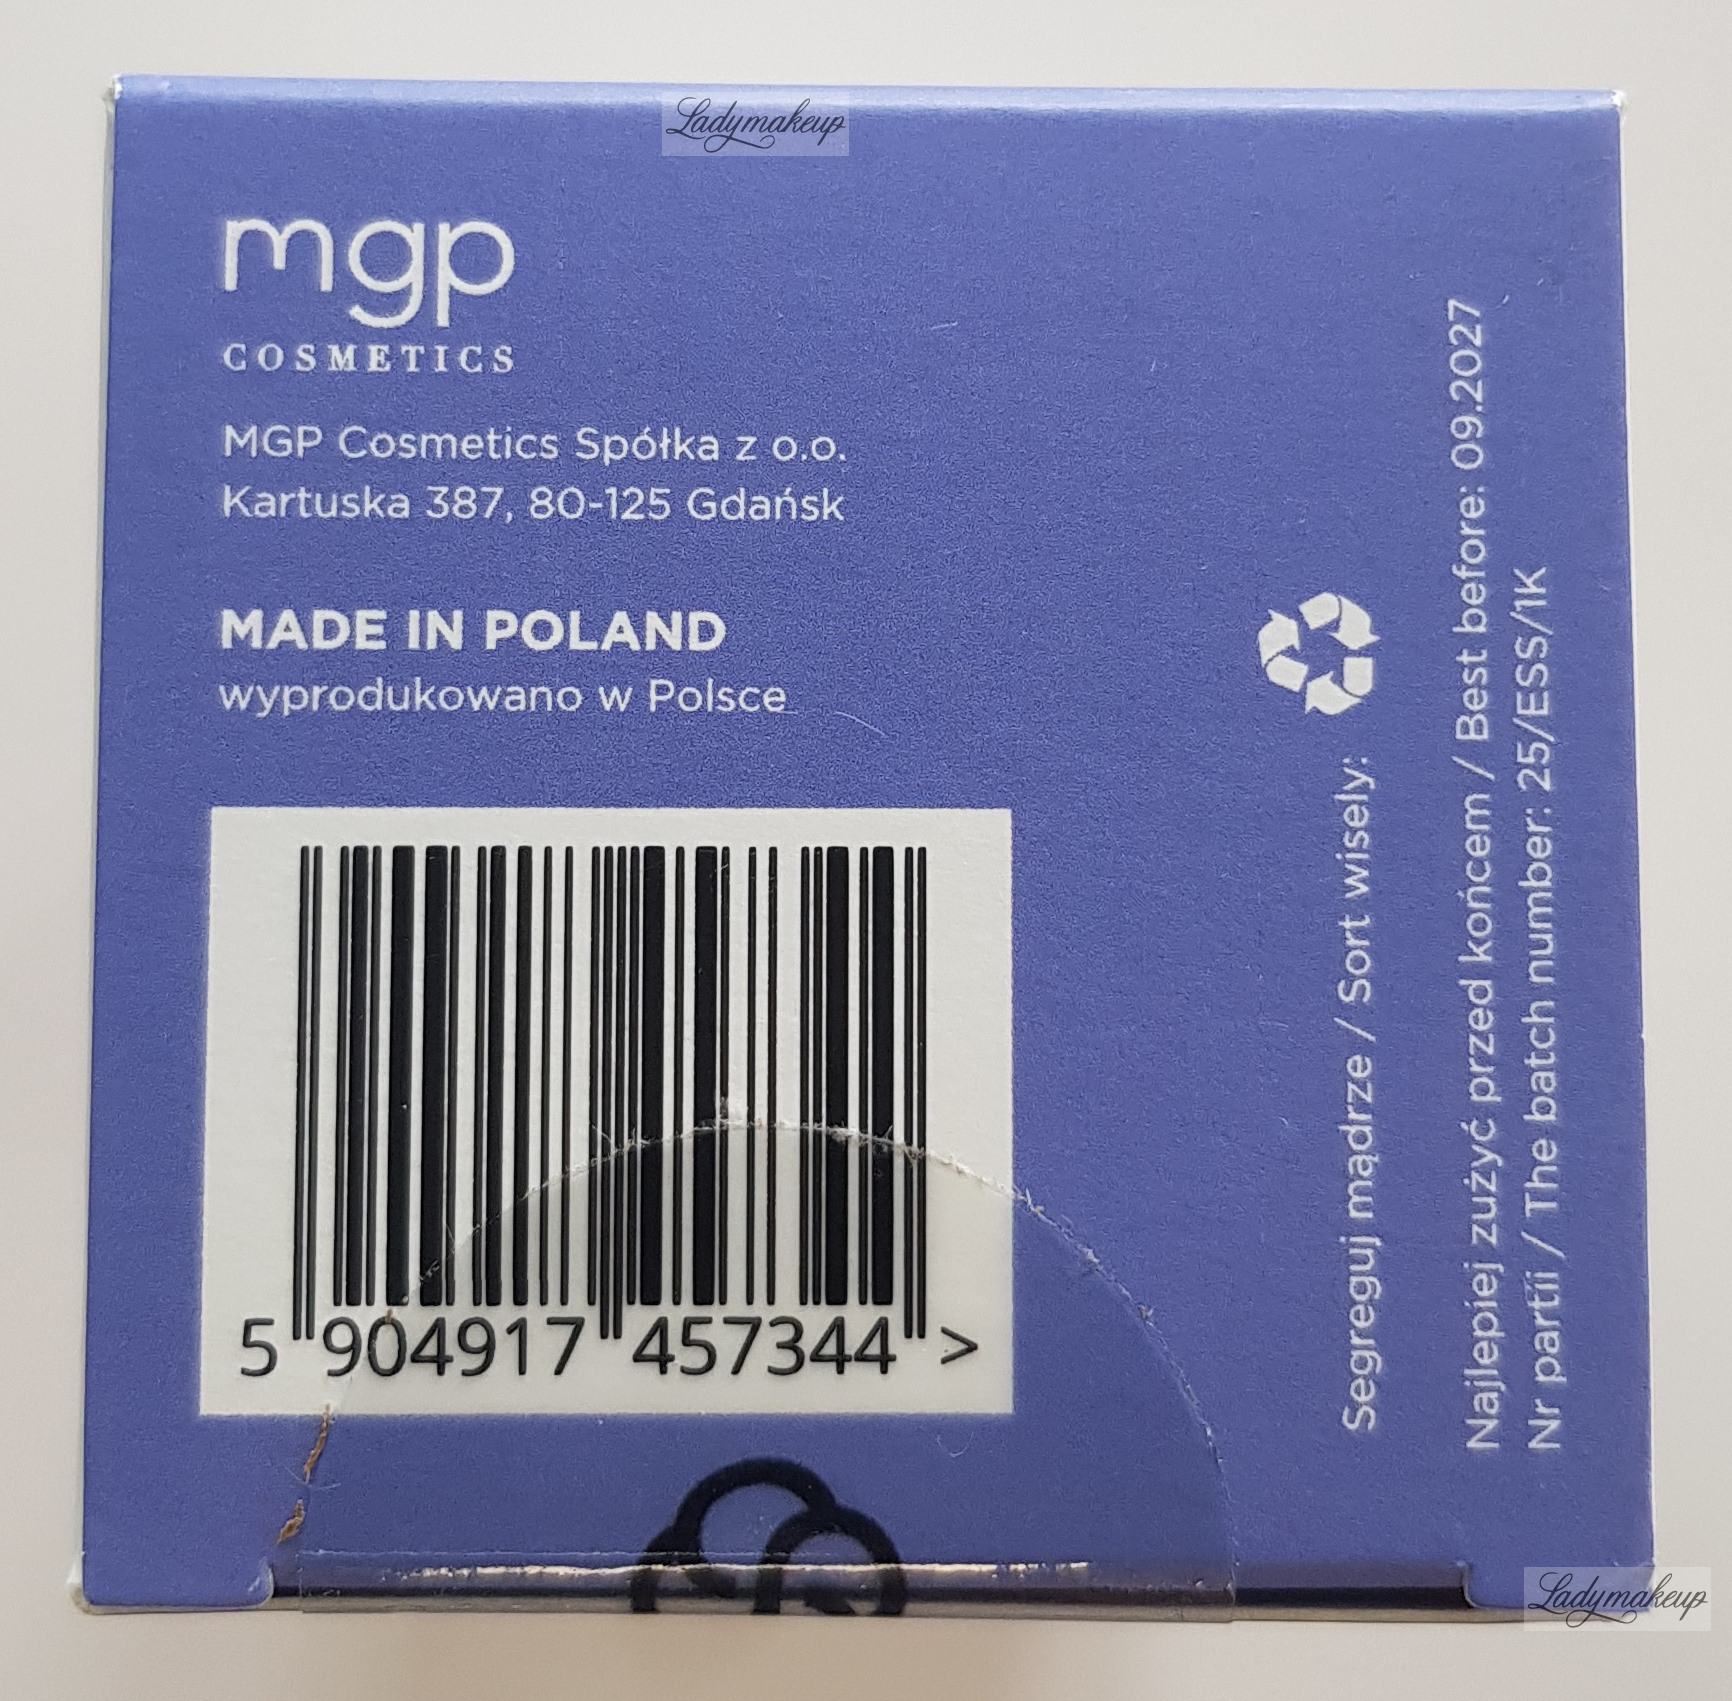 Ladymakeup
mgp
COSMETICS
MGP Cosmetics Spółka z o.o.
Kartuska 387, 80-125 Gdańsk
MADE IN POLAND
wyprodukowano w Polsce
5 904917 457344 >
Segreguj mądrze / Sort wisely:
Najlepiej zużyć przed końcem / Best before: 09.2027
Nr partii / The batch number: 25/ESS/1K
Ladymakeup